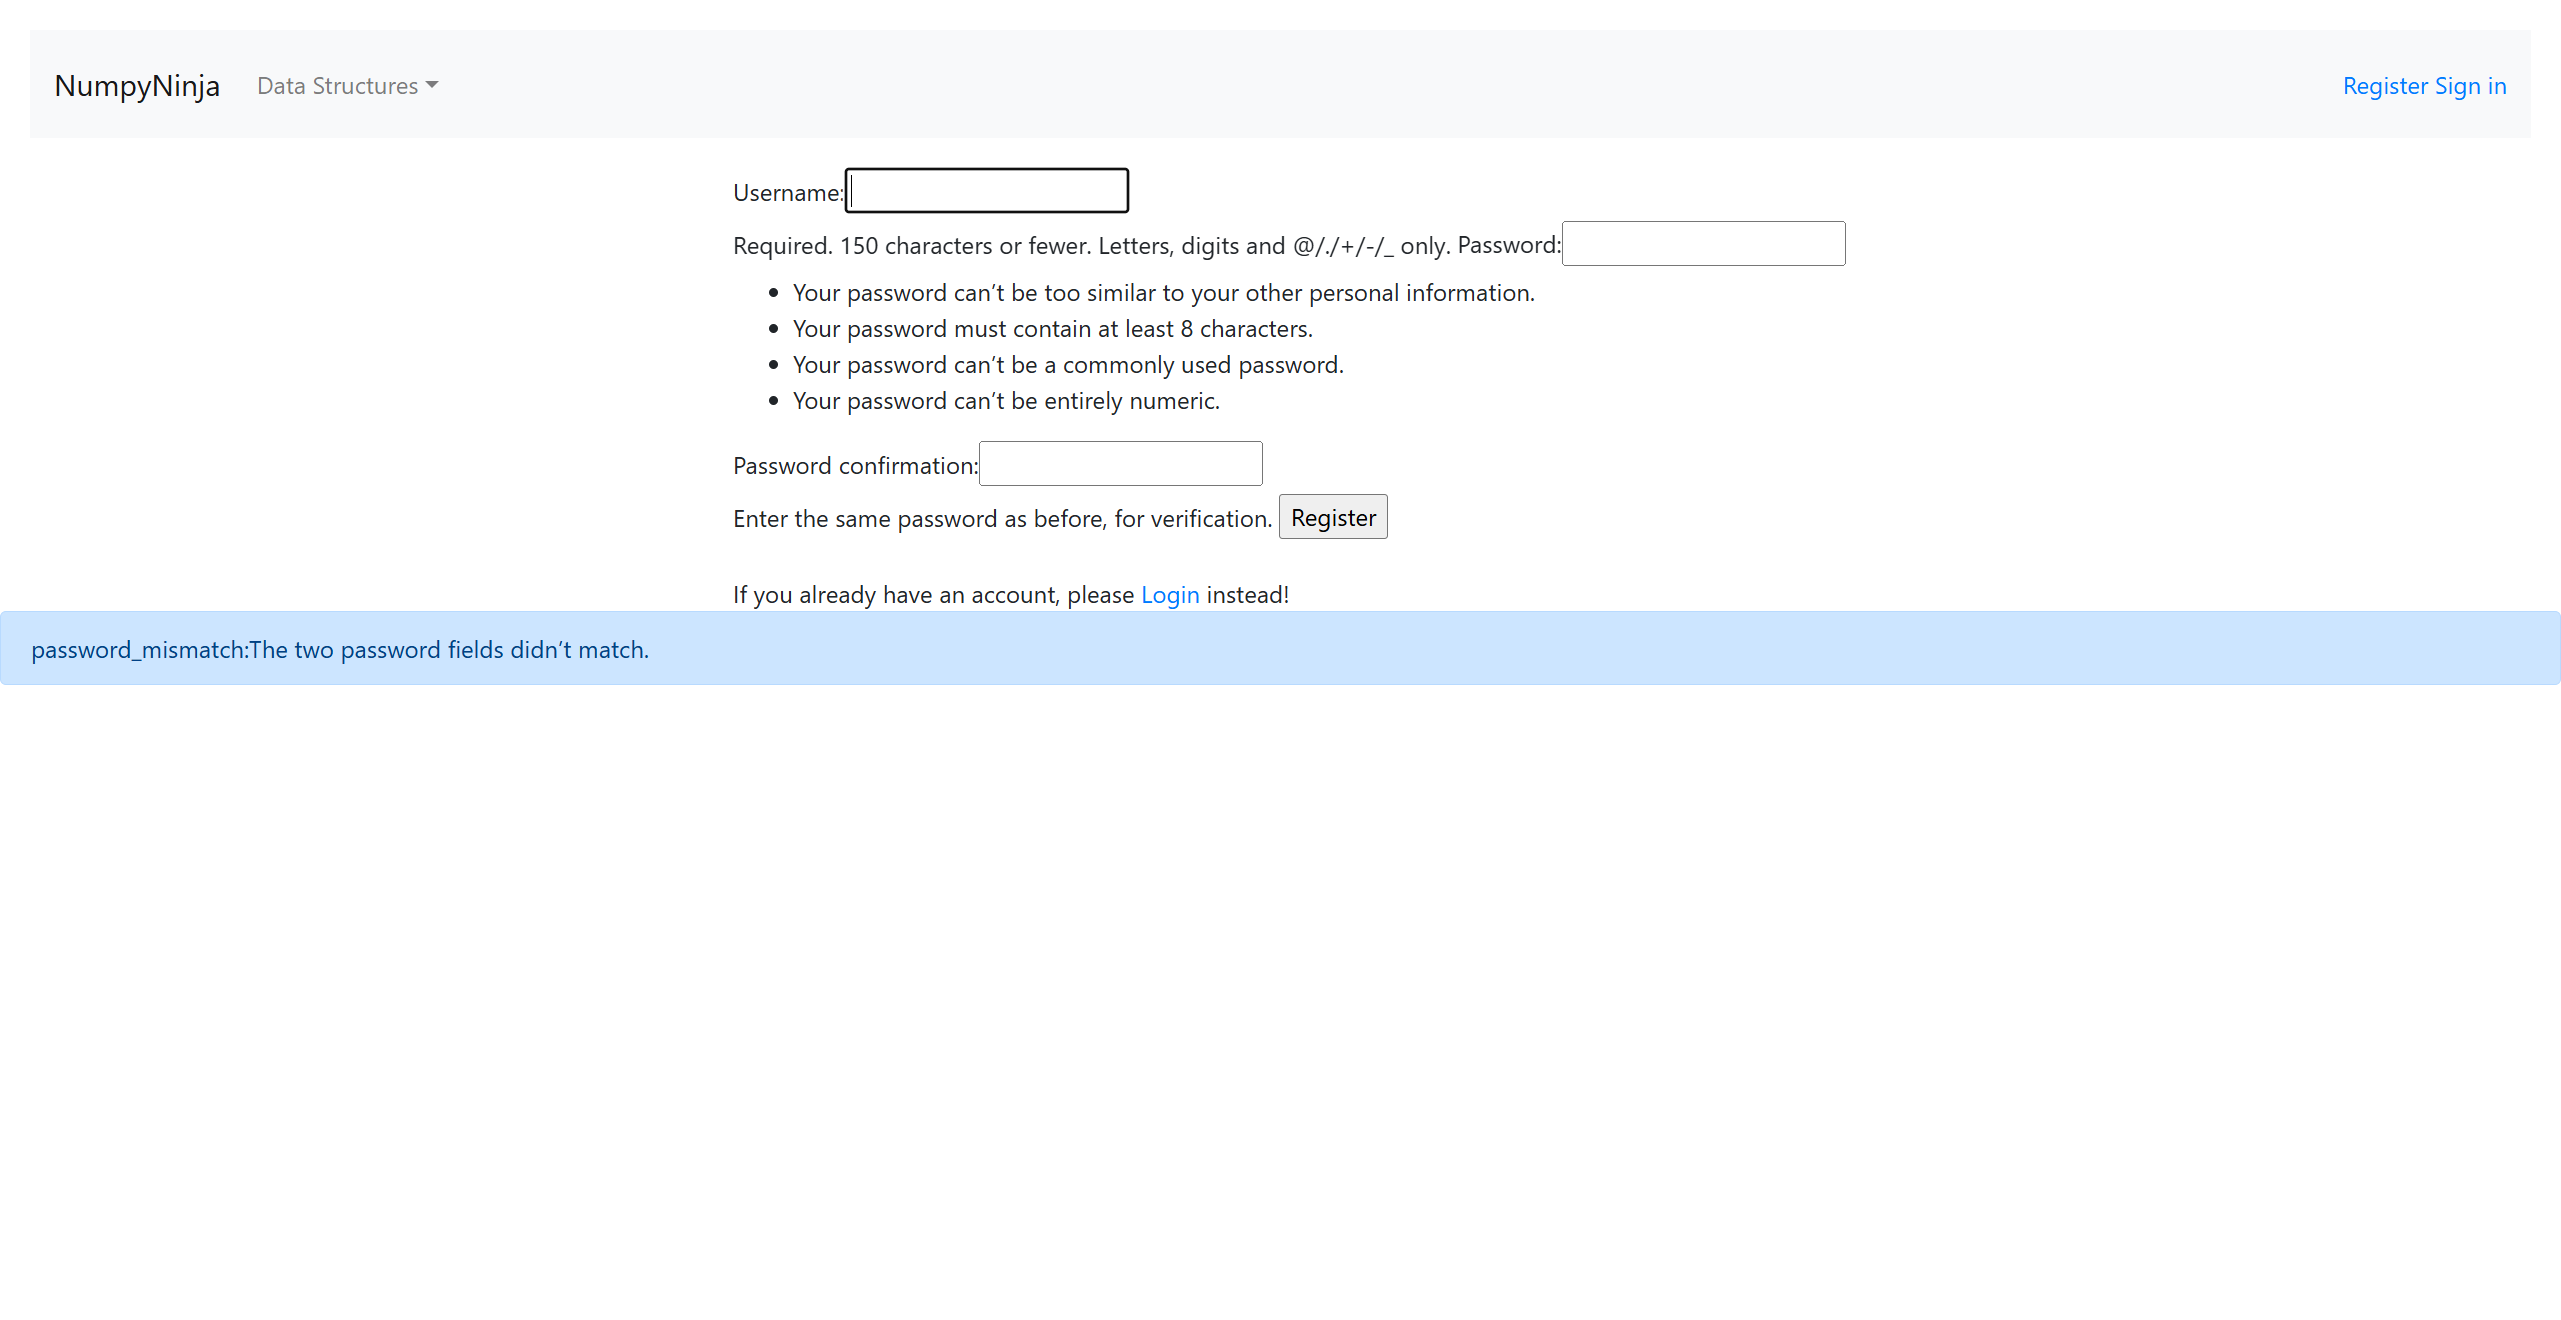 NumpyNinja Data Structures Register Sign in
Username:
Required. 150 characters or fewer. Letters, digits and @/./+/-/_ only. Password:
Your password can’t be too similar to your other personal information.
Your password must contain at least 8 characters.
Your password can’t be a commonly used password.
Your password can’t be entirely numeric.
Password confirmation:
Enter the same password as before, for verification. Register
If you already have an account, please Login instead!
password_mismatch:The two password fields didn’t match.